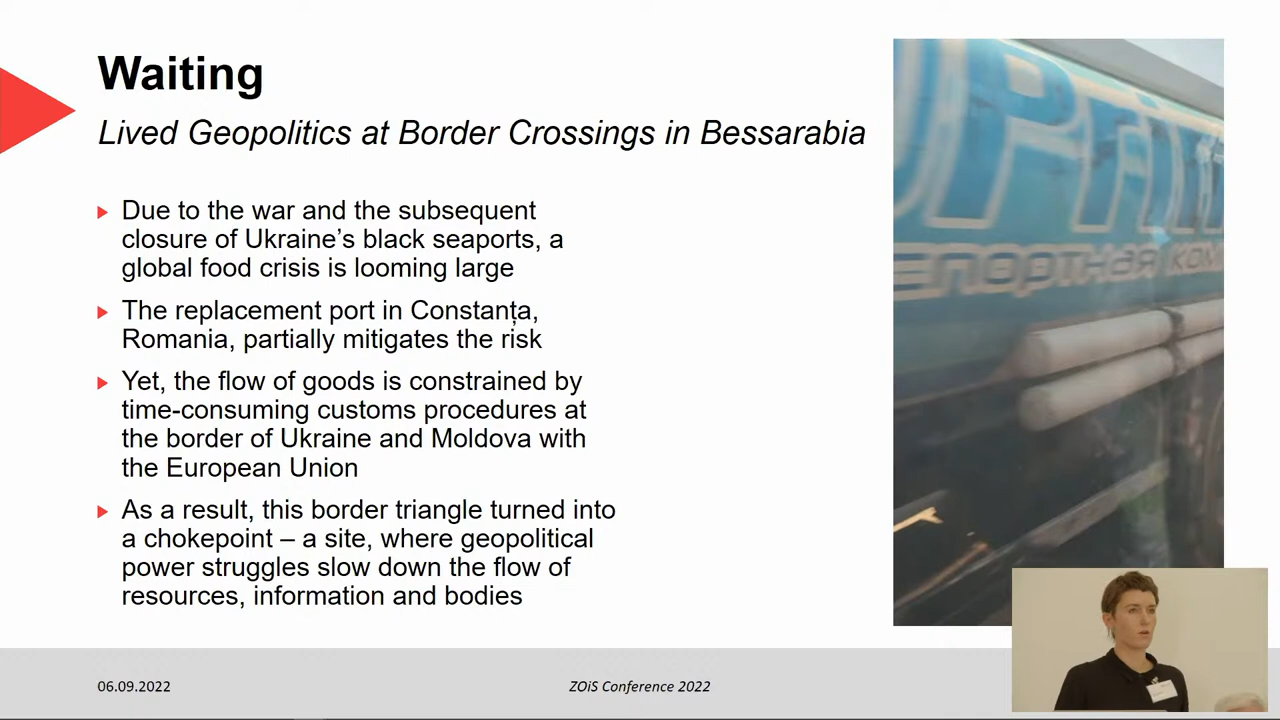 Waiting
Lived Geopolitics at Border Crossings in Bessarabia
Due to the war and the subsequent
closure of Ukraine’s black seaports, a
global food crisis is looming large
The replacement port in Constanța,
Romania, partially mitigates the risk
Yet, the flow of goods is constrained by
time-consuming customs procedures at
the border of Ukraine and Moldova with
the European Union
As a result, this border triangle turned into
a chokepoint – a site, where geopolitical
power struggles slow down the flow of
resources, information and bodies
06.09.2022
ZOiS Conference 2022